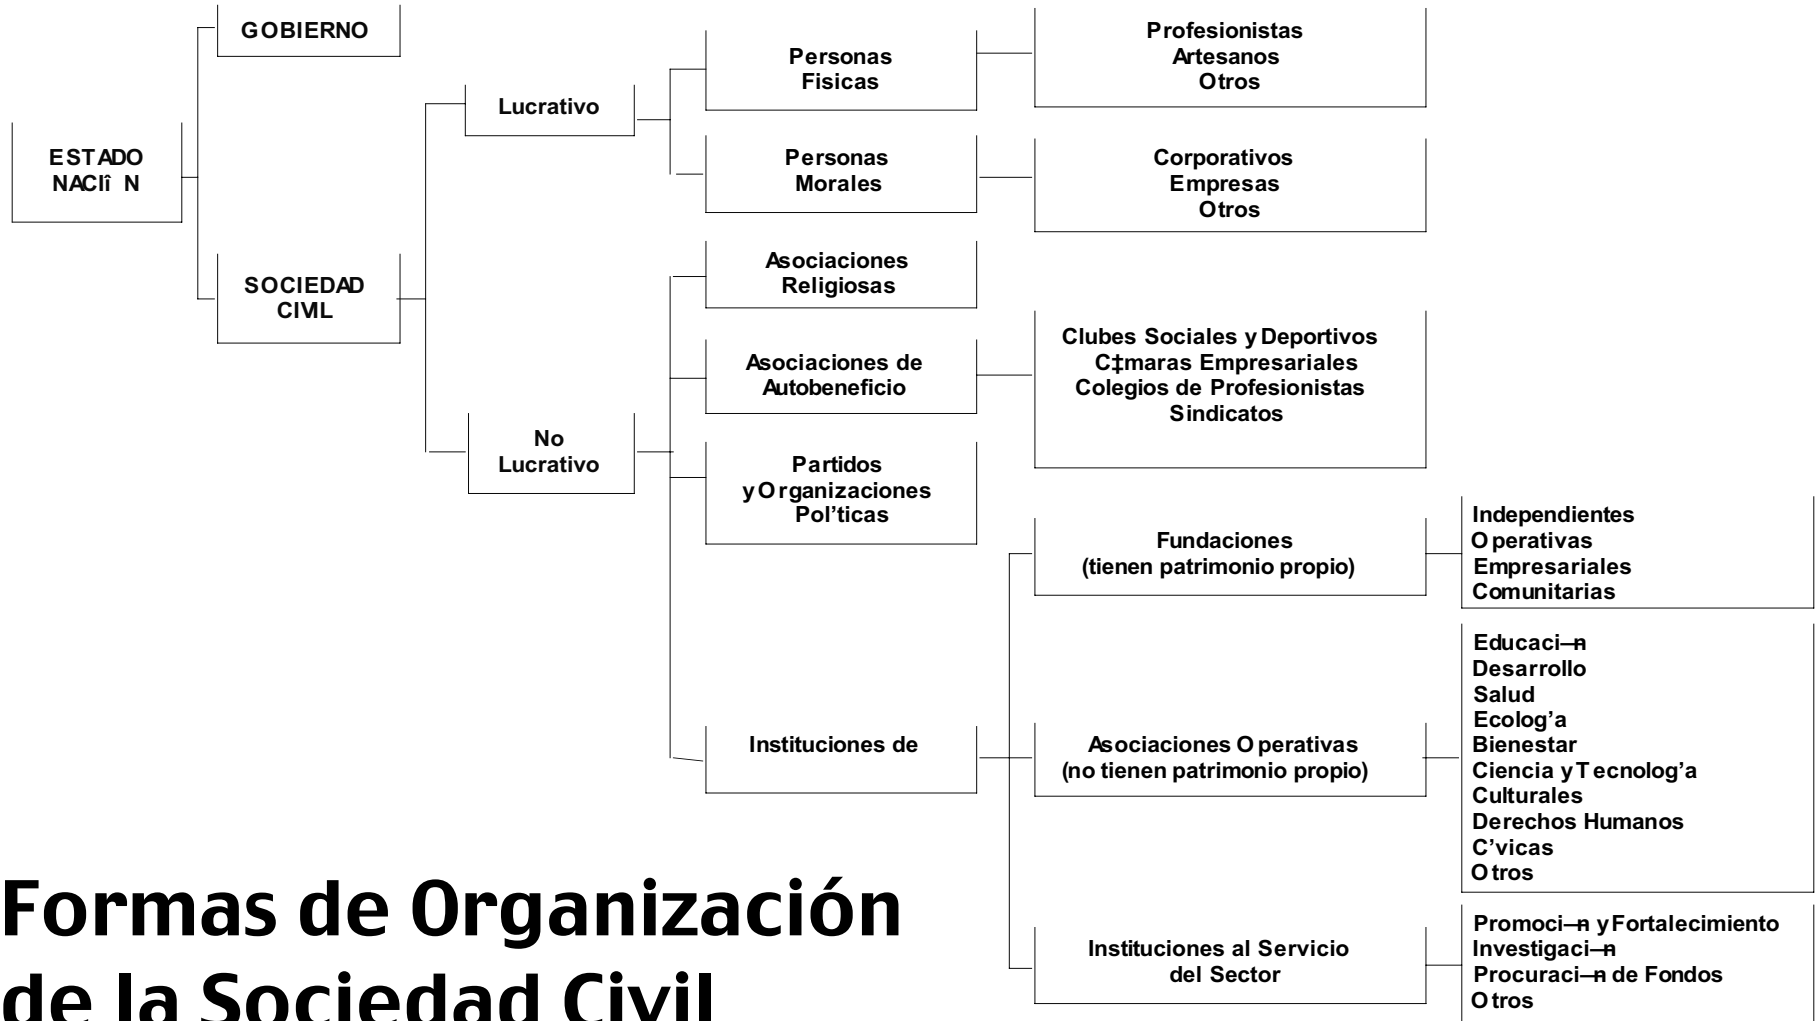 GOBIERNO
ESTADO
NACIî N
SOCIEDAD
CIVIL
Lucrativo
No
Lucrativo
Personas
Fisicas
Personas
Morales
Asociaciones
Religiosas
Asociaciones de
Autobeneficio
Partidos
y Organizaciones
Pol’ticas
Instituciones de
Profesionistas
Artesanos
Otros
Corporativos
Empresas
Otros
Clubes Sociales y Deportivos
C‡maras Empresariales
Colegios de Profesionistas
Sindicatos
Fundaciones
(tienen patrimonio propio)
Asociaciones Operativas
(no tienen patrimonio propio)
Instituciones al Servicio
del Sector
Independientes
Operativas
Empresariales
Comunitarias
Educaci—n
Desarrollo
Salud
Ecolog’a
Bienestar
Ciencia y Tecnolog’a
Culturales
Derechos Humanos
C’vicas
Otros
Promoci—n y Fortalecimiento
Investigaci—n
Procuraci—n de Fondos
Otros
Formas de Organización
de la Sociedad Civil